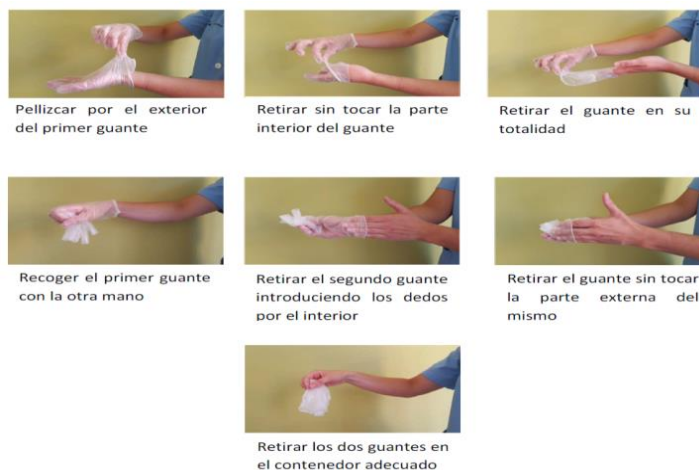 Pellizcar por el exterior
del primer guante
Retirar sin tocar la parte
interior del guante
Retirar el guante en su
totalidad
Recoger el primer guante
con la otra mano
Retirar el segundo guante
introduciendo los dedos
por el interior
Retirar el guante sin tocar
la parte externa del
mismo
Retirar los dos guantes en
el contenedor adecuado